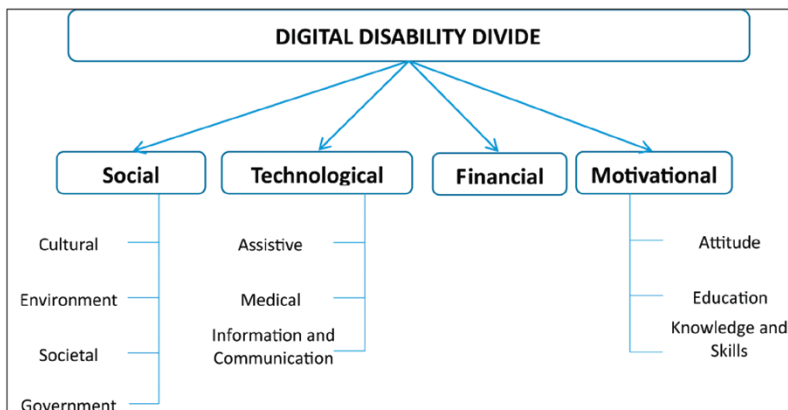 DIGITAL DISABILITY DIVIDE
Social
Technological
Financial
Motivational
Cultural
Environment
Societal
Government
Assistive
Medical
Information and
Communication
Attitude
Education
Knowledge and
Skills